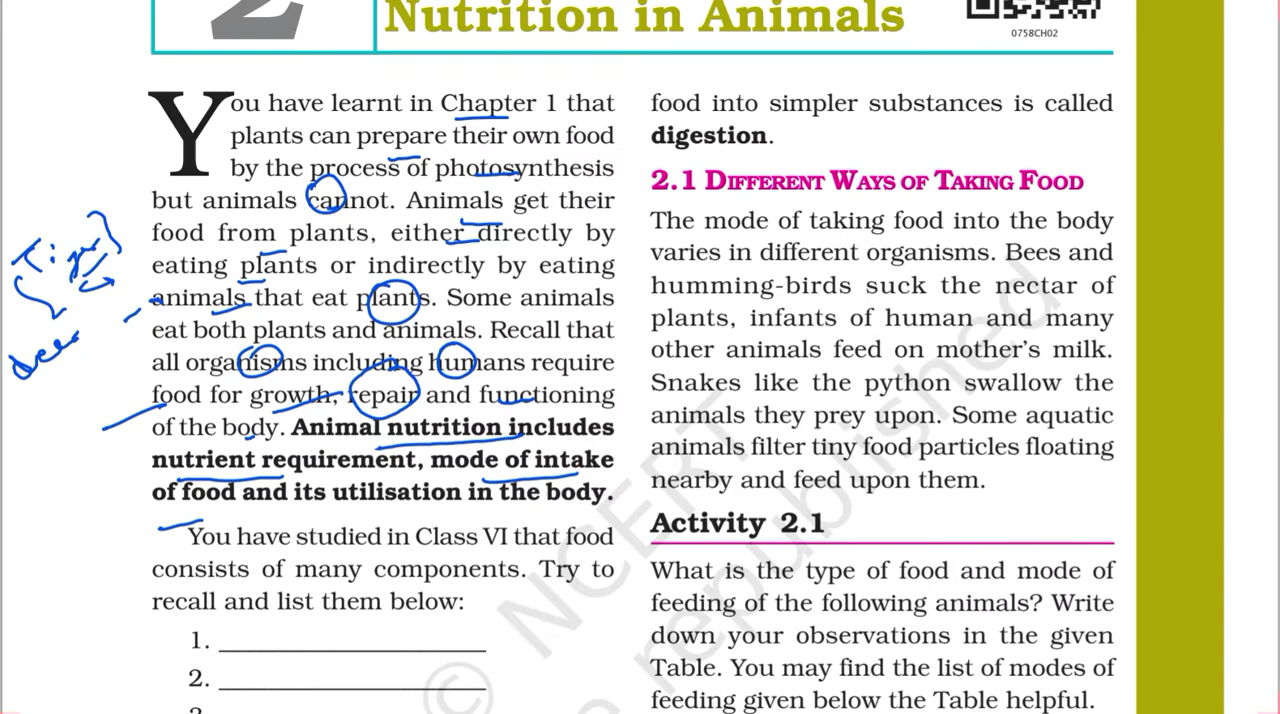 2
Nutrition in Animals
0758CH02
You have learnt in Chapter 1 that
plants can prepare their own food
by the process of photosynthesis
but animals cannot. Animals get their
food from plants, either directly by
eating plants or indirectly by eating
animals that eat plants. Some animals
eat both plants and animals. Recall that
all organisms including humans require
food for growth, repair and functioning
of the body. Animal nutrition includes
nutrient requirement, mode of intake
of food and its utilisation in the body.
You have studied in Class VI that food
consists of many components. Try to
recall and list them below:
1.
2.
Tiger
deer
food into simpler substances is called
digestion.
2.1 DIFFERENT WAYS OF TAKING FOOD
The mode of taking food into the body
varies in different organisms. Bees and
humming-birds suck the nectar of
plants, infants of human and many
other animals feed on mother's milk.
Snakes like the python swallow the
animals they prey upon. Some aquatic
animals filter tiny food particles floating
nearby and feed upon them.
Activity 2.1
What is the type of food and mode of
feeding of the following animals? Write
down your observations in the given
Table. You may find the list of modes of
feeding given below the Table helpful.
© NCERT
republished